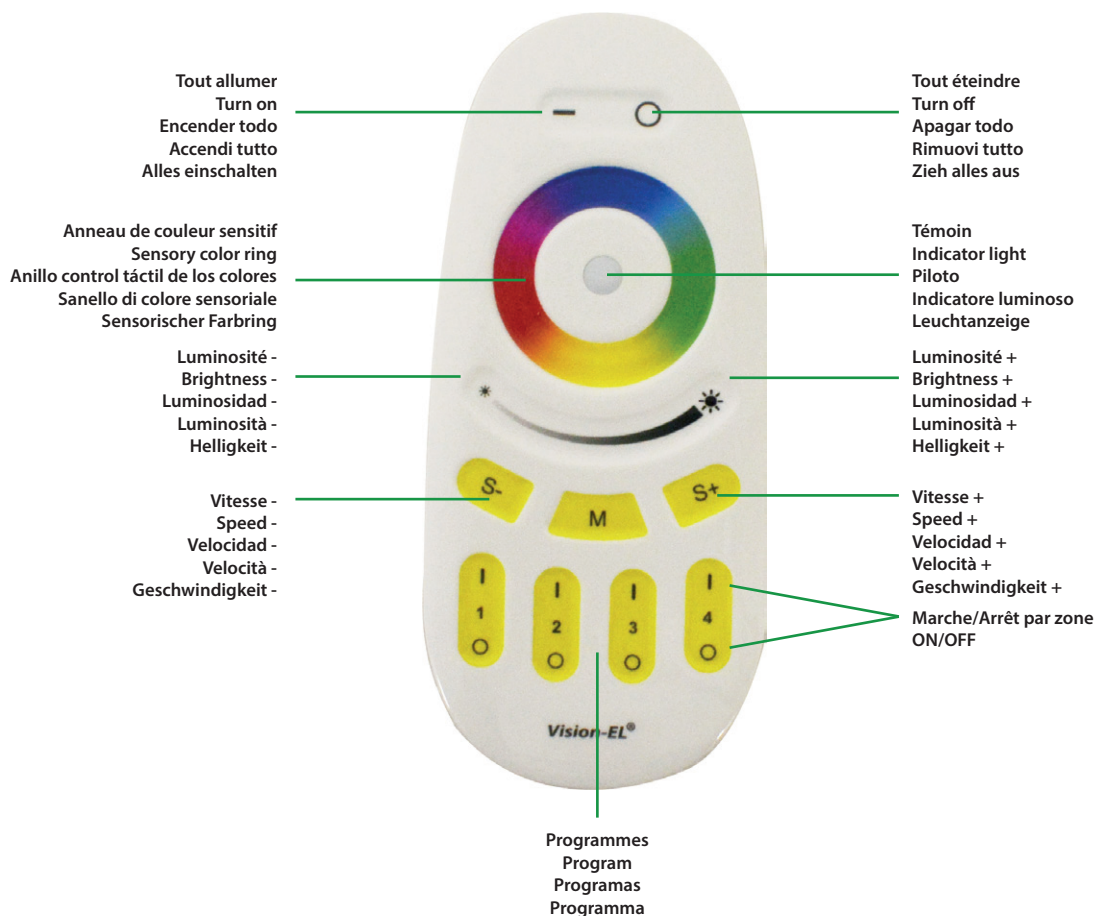 Tout allumer
Turn on
Encender todo
Accendi tutto
Alles einschalten
Tout éteindre
Turn off
Apagar todo
Rimuovi tutto
Zieh alles aus
Anneau de couleur sensitif
Sensory color ring
Anillo control táctil de los colores
Sanello di colore sensoriale
Sensorischer Farbring
Témoin
Indicator light
Piloto
Indicatore luminoso
Leuchtanzeige
Luminosité -
Brightness -
Luminosidad -
Luminosità -
Helligkeit -
Luminosité +
Brightness +
Luminosidad +
Luminosità +
Helligkeit +
S-
M
S+
Vitesse -
Speed -
Velocidad -
Velocità -
Geschwindigkeit -
Vitesse +
Speed +
Velocidad +
Velocità +
Geschwindigkeit +
I
1
O
I
2
O
I
3
O
I
4
O
Marche/Arrêt par zone
ON/OFF
Vision-EL®
Programmes
Program
Programas
Programma